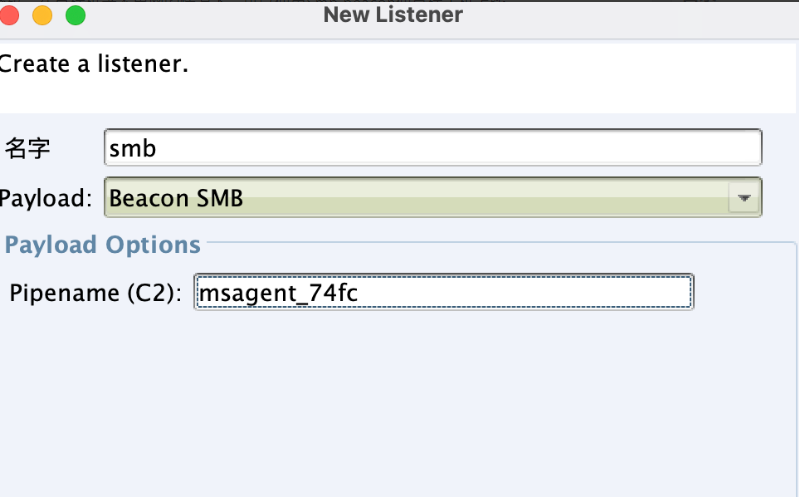 New Listener
Create a listener.
名字 smb
Payload: Beacon SMB
Payload Options
Pipename (C2): msagent_74fc